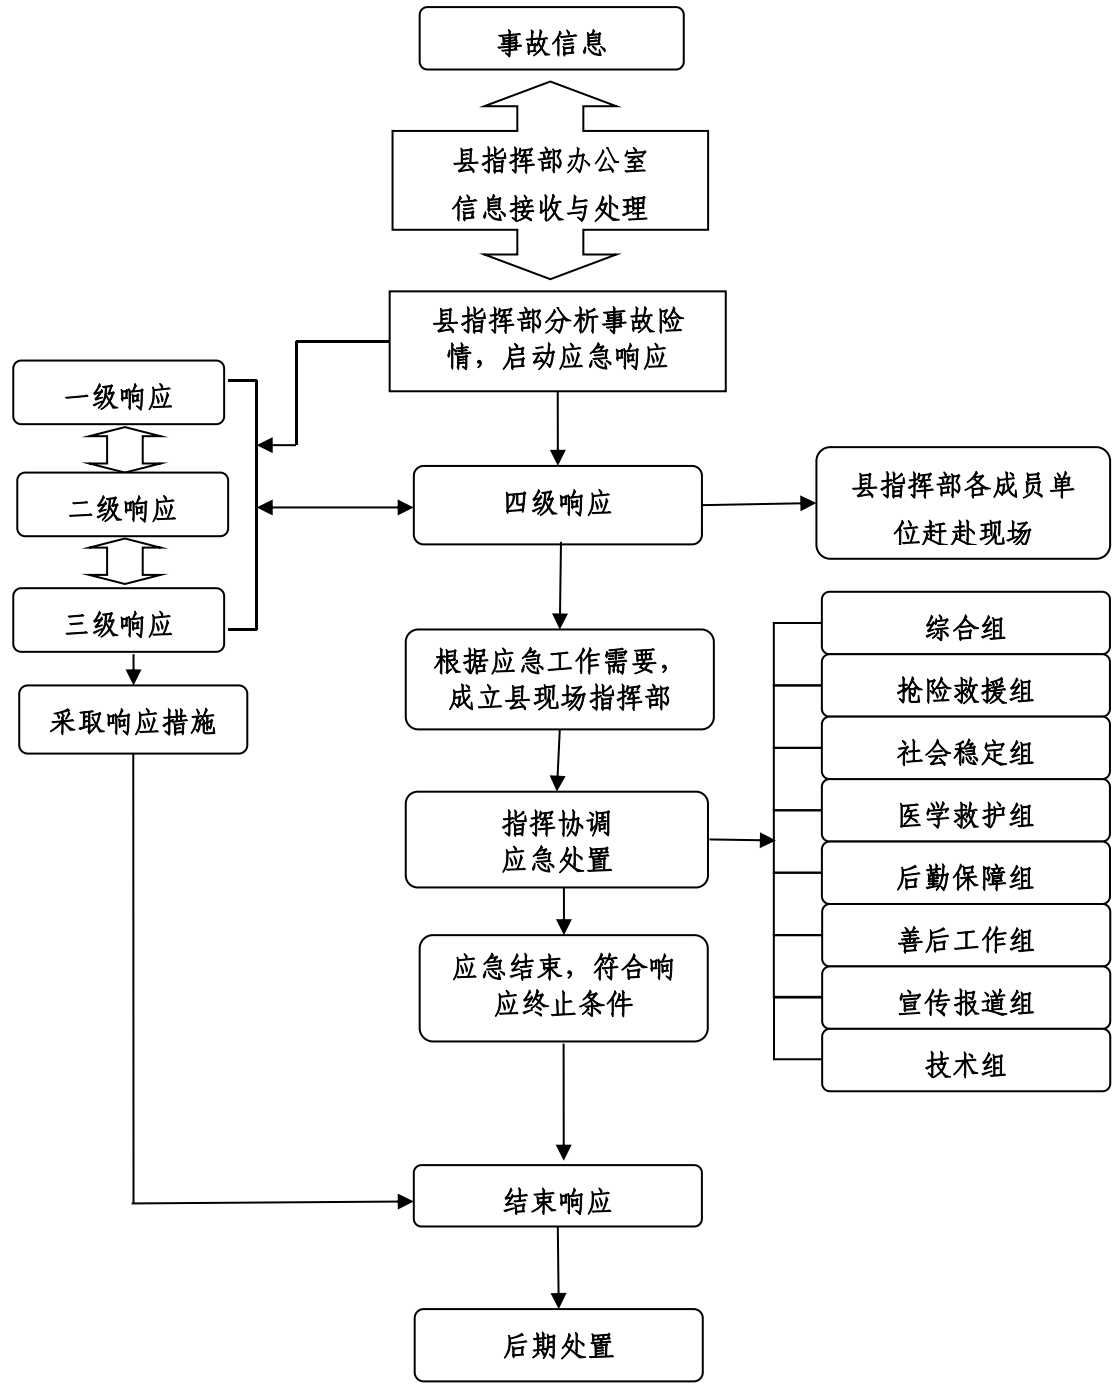 事故信息
县指挥部办公室
信息接收与处理
县指挥部分析事故险
情，启动应急响应
一级响应
二级响应
三级响应
采取响应措施
四级响应
县指挥部各成员单
位赶赴现场
根据应急工作需要，
成立县现场指挥部
指挥协调
应急处置
综合组
抢险救援组
社会稳定组
医学救护组
后勤保障组
善后工作组
宣传报道组
技术组
应急结束，符合响
应终止条件
结束响应
后期处置